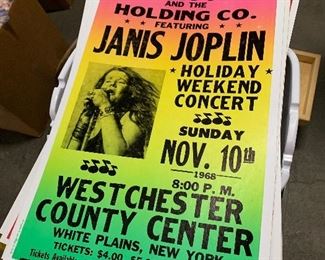 AND THE
HOLDING CO.
FEATURING
JANIS JOPLIN
★ HOLIDAY ★
WEEKEND
CONCERT
SUNDAY
NOV. 10th
1968
8:00 P. M.
WESTCHESTER
COUNTY CENTER
WHITE PLAINS, NEW YORK
TICKETS: $4.00,
Tickets